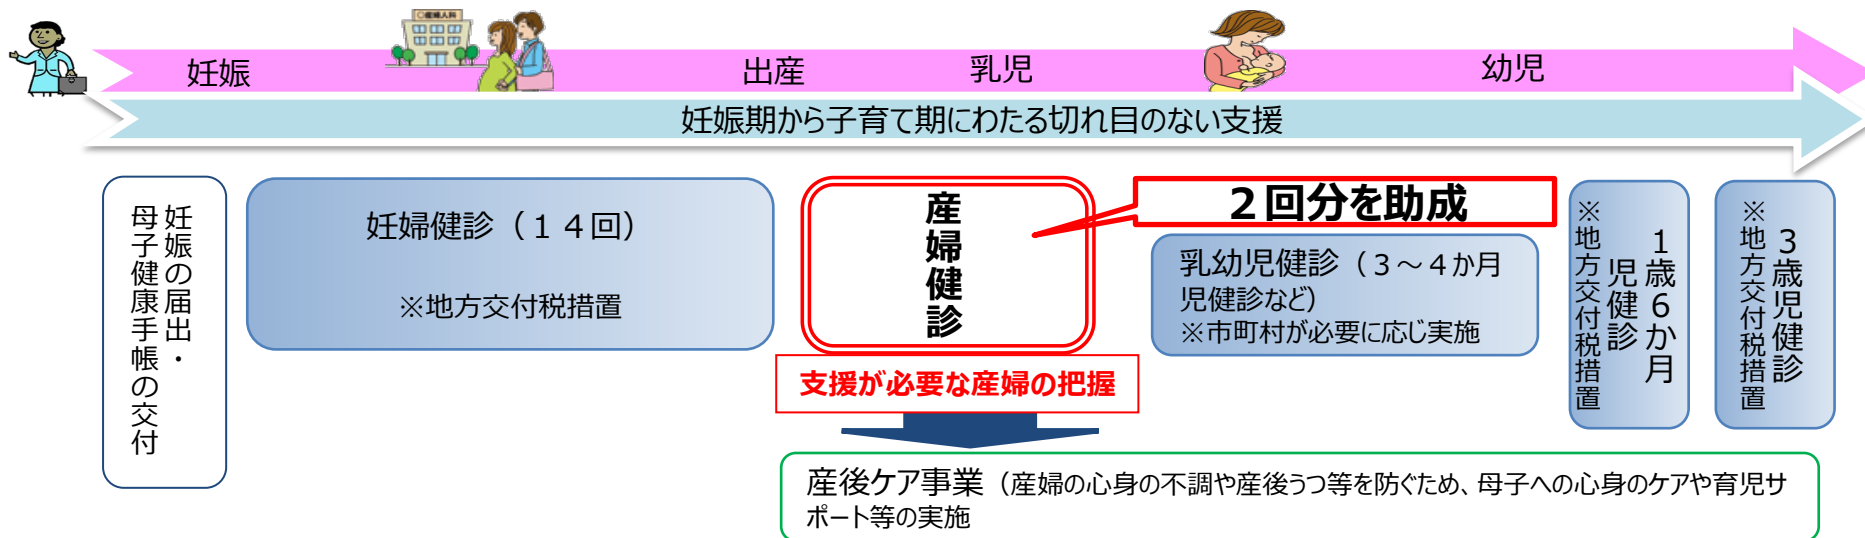 〇産婦人科
妊娠
出産
乳児
幼児
妊娠期から子育て期にわたる切れ目のない支援
妊娠の届出・
母子健康手帳の交付
妊婦健診（１４回）
※地方交付税措置
産婦健診
２回分を助成
乳幼児健診（３～４か月
児健診など）
※市町村が必要に応じ実施
１歳６か月
児健診
※地方交付税措置
３歳児健診
※地方交付税措置
支援が必要な産婦の把握
産後ケア事業（産婦の心身の不調や産後うつ等を防ぐため、母子への心身のケアや育児サ
ポート等の実施